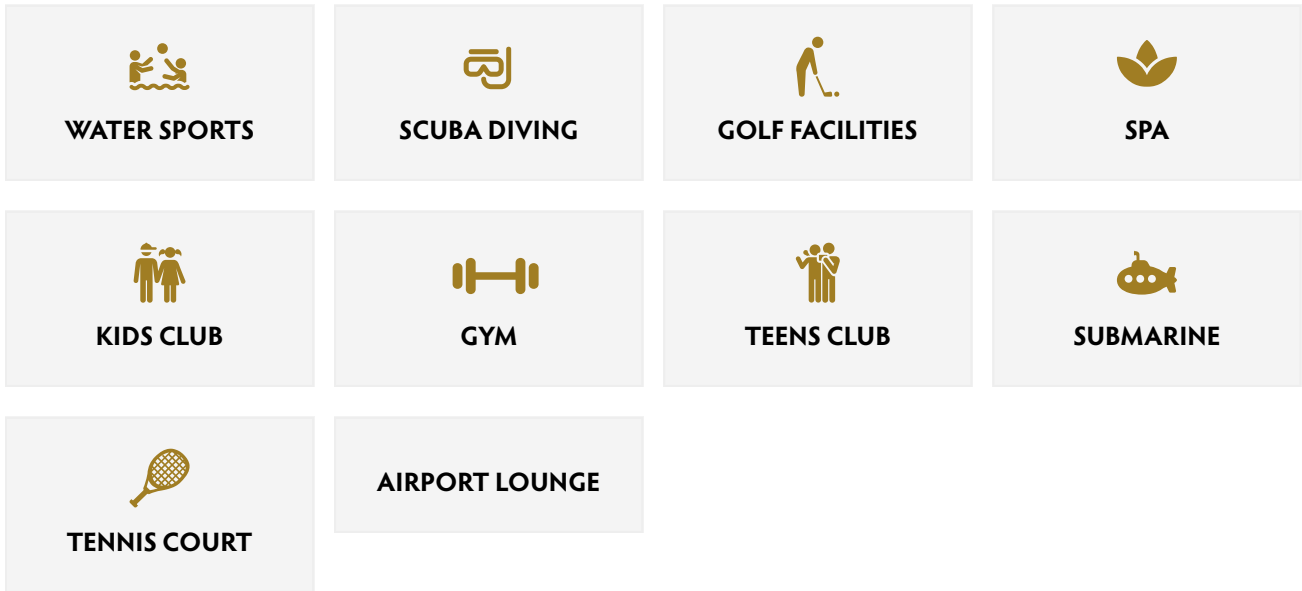 WATER SPORTS
SCUBA DIVING
GOLF FACILITIES
SPA
KIDS CLUB
GYM
TEENS CLUB
SUBMARINE
TENNIS COURT
AIRPORT LOUNGE